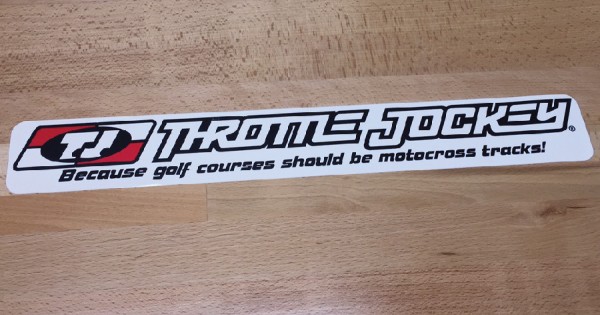 TJ THROTTLE JOCKEY®
Because golf courses should be motocross tracks!